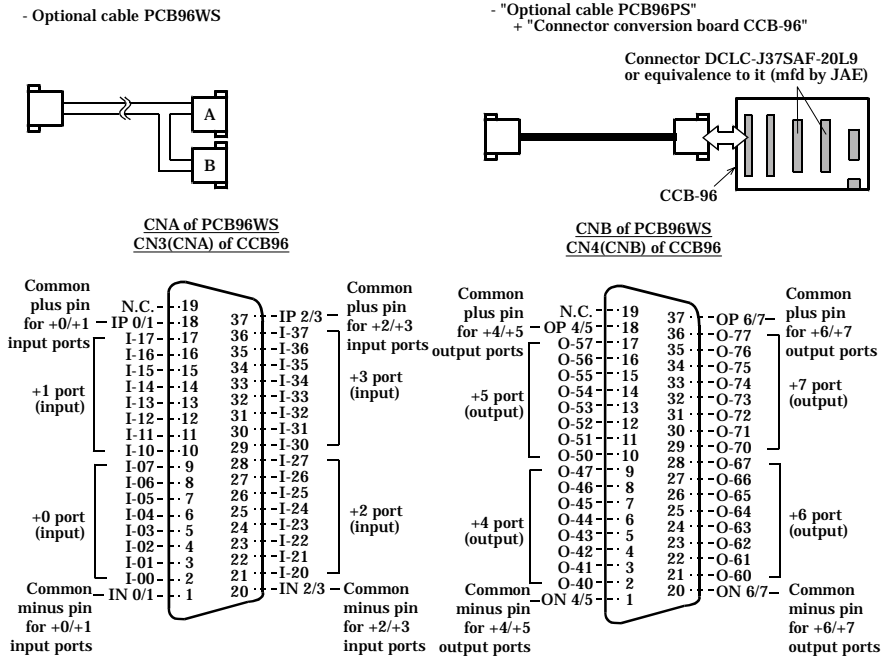 - Optional cable PCB96WS
A
B
- "Optional cable PCB96PS"
+ "Connector conversion board CCB-96"
Connector DCLC-J37SAF-20L9
or equivalence to it (mfd by JAE)
CCB-96
CNA of PCB96WS
CN3(CNA) of CCB96
Common
plus pin
for +0/+1
input ports
N.C. 19
IP 0/1 18
I-17 17
I-16 16
I-15 15
I-14 14
I-13 13
I-12 12
I-11 11
I-10 10
I-07 9
I-06 8
I-05 7
I-04 6
I-03 5
I-02 4
I-01 3
I-00 2
IN 0/1 1
+1 port
(input)
+0 port
(input)
Common
minus pin
for +0/+1
input ports
37 IP 2/3
36 I-37
35 I-36
34 I-35
33 I-34
32 I-33
31 I-32
30 I-31
29 I-30
28 I-27
27 I-26
26 I-25
25 I-24
24 I-23
23 I-22
22 I-21
21 I-20
20 IN 2/3
Common
plus pin
for +2/+3
input ports
+3 port
(input)
+2 port
(input)
Common
minus pin
for +2/+3
input ports
CNB of PCB96WS
CN4(CNB) of CCB96
Common
plus pin
for +4/+5
output ports
N.C. 19
OP 4/5 18
O-57 17
O-56 16
O-55 15
O-54 14
O-53 13
O-52 12
O-51 11
O-50 10
O-47 9
O-46 8
O-45 7
O-44 6
O-43 5
O-42 4
O-41 3
O-40 2
ON 4/5 1
+5 port
(output)
+4 port
(output)
Common
minus pin
for +4/+5
output ports
37 OP 6/7
36 O-77
35 O-76
34 O-75
33 O-74
32 O-73
31 O-72
30 O-71
29 O-70
28 O-67
27 O-66
26 O-65
25 O-64
24 O-63
23 O-62
22 O-61
21 O-60
20 ON 6/7
Common
plus pin
for +6/+7
output ports
+7 port
(output)
+6 port
(output)
Common
minus pin
for +6/+7
output ports